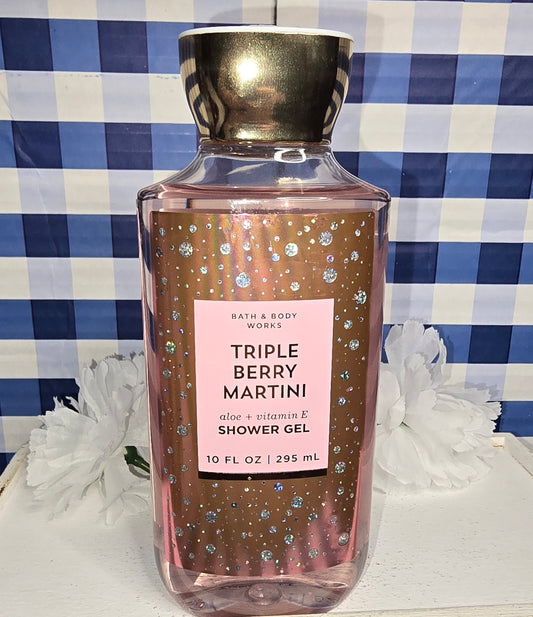 BATH & BODY
WORKS
TRIPLE
BERRY
MARTINI
aloe + vitamin E
SHOWER GEL
10 FL OZ | 295 mL